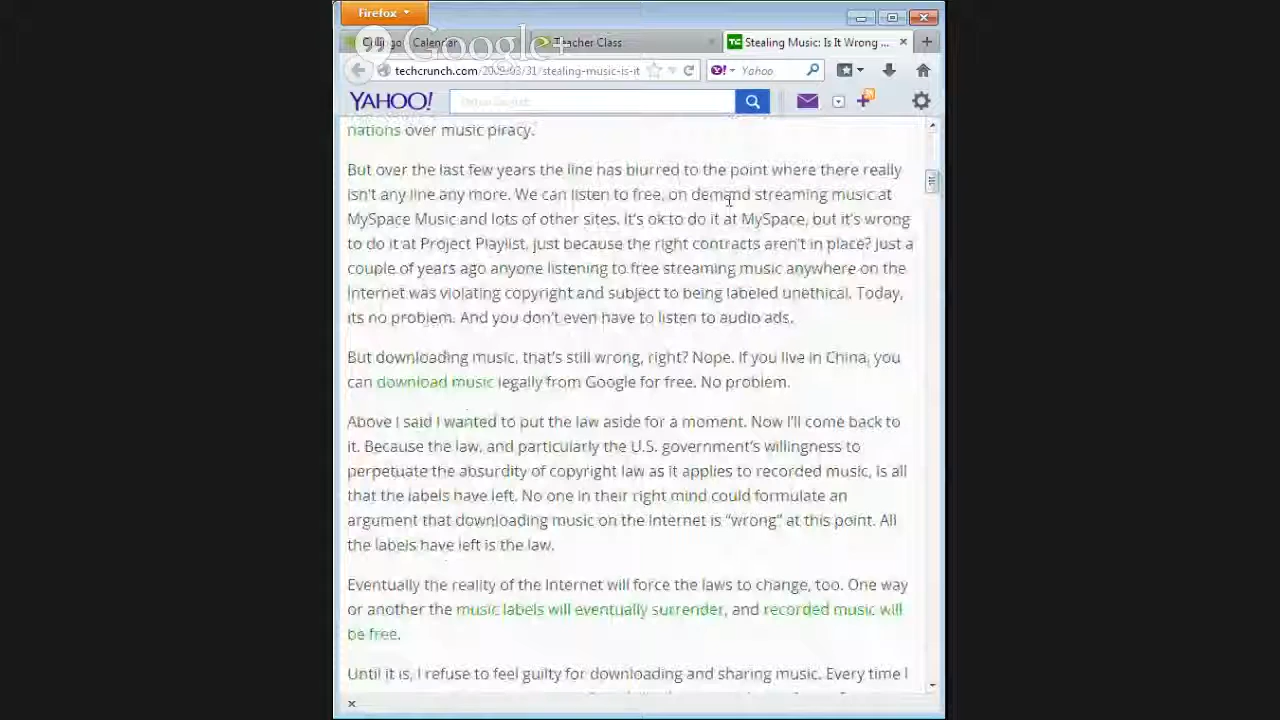 Firefox
Google
Calendar
Teacher Class
Stealing Music: Is It Wrong ...
techcrunch.com/2009/03/31/stealing-music-is-it
Yahoo
YAHOO!
nations over music piracy.
But over the last few years the line has blurred to the point where there really
isn't any line any more. We can listen to free, on demand streaming music at
MySpace Music and lots of other sites. It's ok to do it at MySpace, but it's wrong
to do it at Project Playlist, just because the right contracts aren't in place? Just a
couple of years ago anyone listening to free streaming music anywhere on the
Internet was violating copyright and subject to being labeled unethical. Today,
its no problem. And you don't even have to listen to audio ads.
But downloading music, that's still wrong, right? Nope. If you live in China, you
can download music legally from Google for free. No problem.
Above I said I wanted to put the law aside for a moment. Now I'll come back to
it. Because the law, and particularly the U.S. government's willingness to
perpetuate the absurdity of copyright law as it applies to recorded music, is all
that the labels have left. No one in their right mind could formulate an
argument that downloading music on the Internet is "wrong" at this point. All
the labels have left is the law.
Eventually the reality of the Internet will force the laws to change, too. One way
or another the music labels will eventually surrender, and recorded music will
be free.
Until it is, I refuse to feel guilty for downloading and sharing music. Every time I